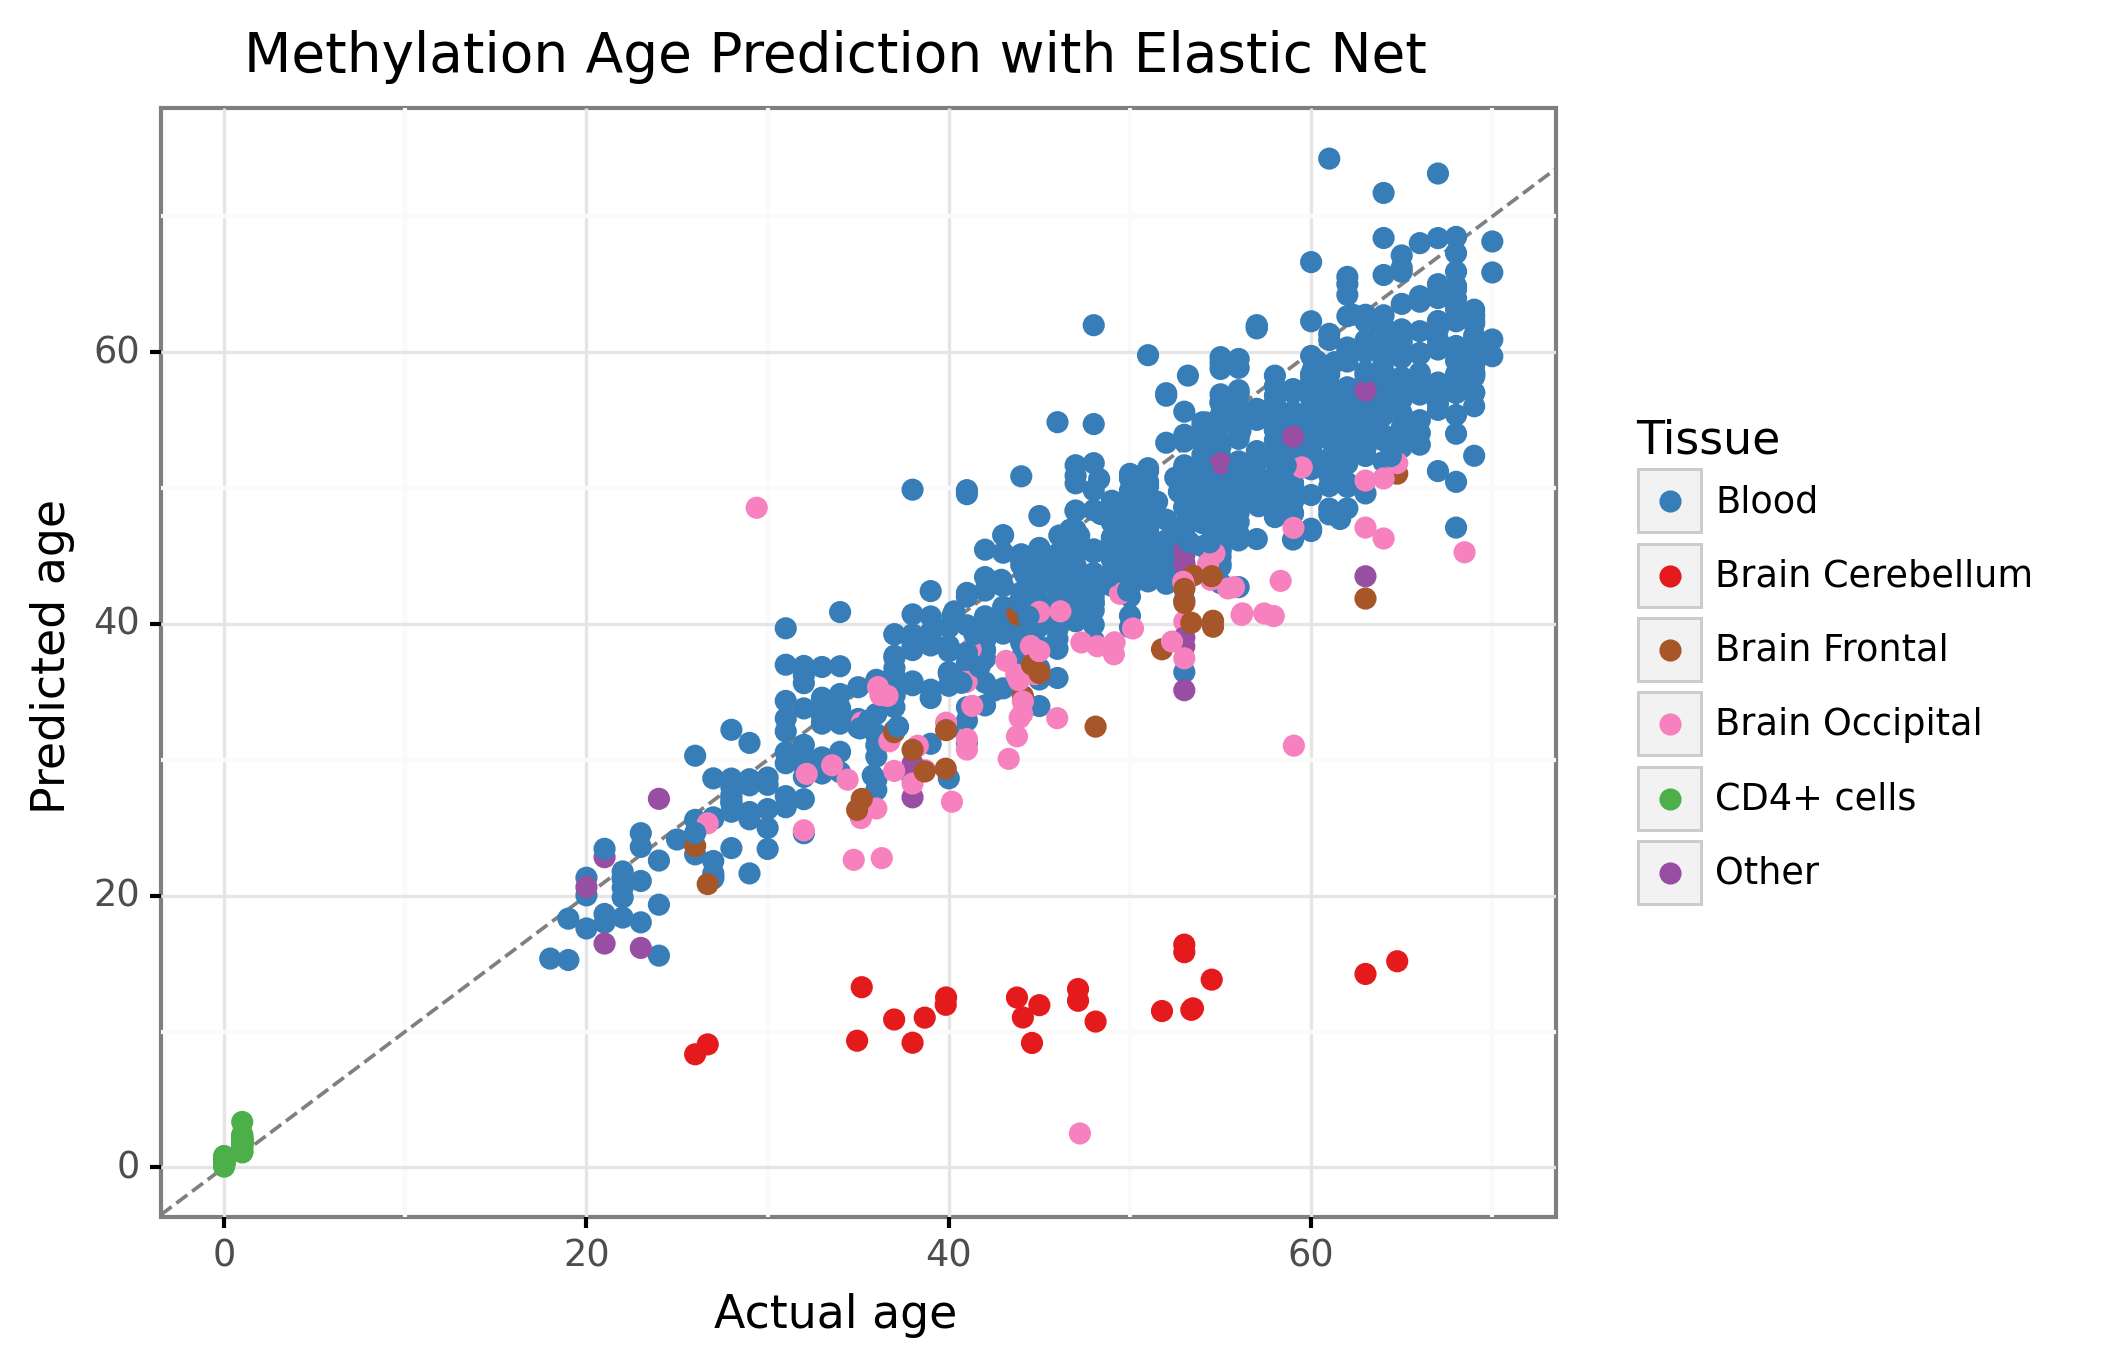 Methylation Age Prediction with Elastic Net
Predicted age
60
40
20
0
0 20 40 60
Actual age
Tissue
Blood
Brain Cerebellum
Brain Frontal
Brain Occipital
CD4+ cells
Other